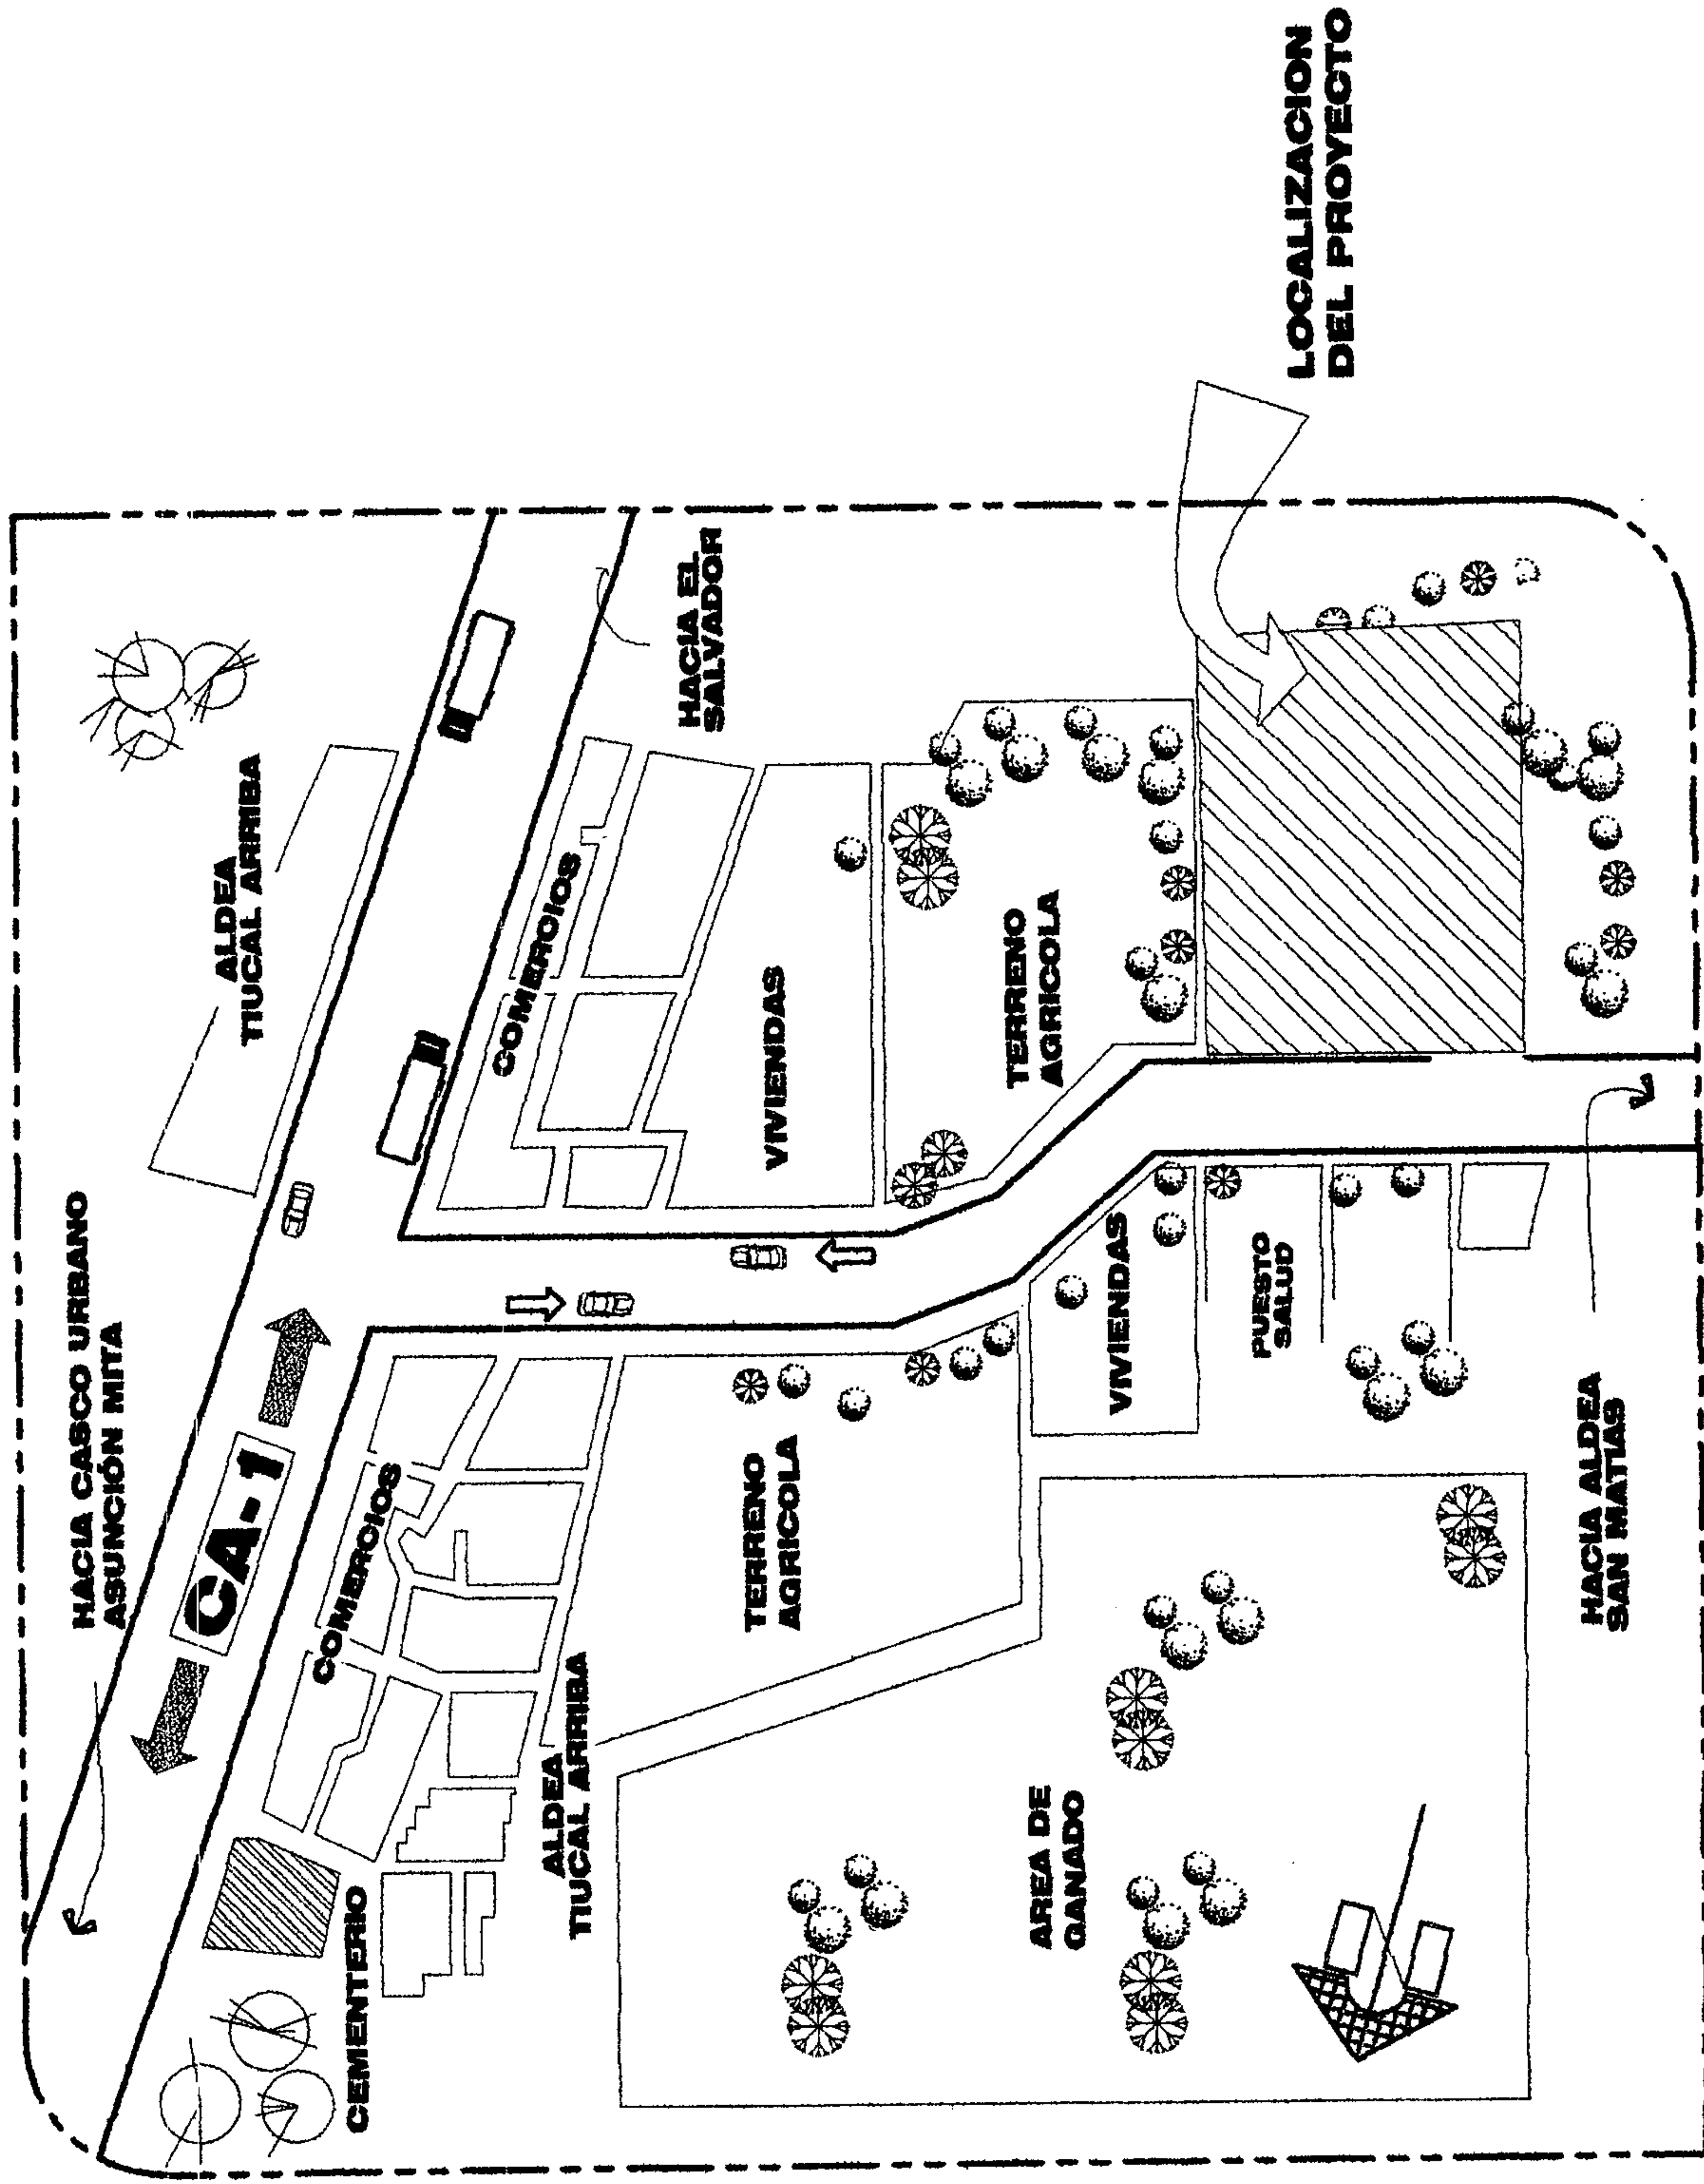 HACIA CASCO URBANO
ASUNCIÓN MITA
ALDEA
TIUCAL ARRIBA
CA-1
COMERCIOS
COMERCIOS
HACIA EL
SALVADOR
CEMENTERIO
ALDEA
TIUCAL ARRIBA
TERRENO
AGRICOLA
VIVIENDAS
TERRENO
AGRICOLA
AREA DE
GANADO
VIVIENDAS
PUESTO
SALUD
HACIA ALDEA
SAN MATIAS
LOCALIZACION
DEL PROYECTO